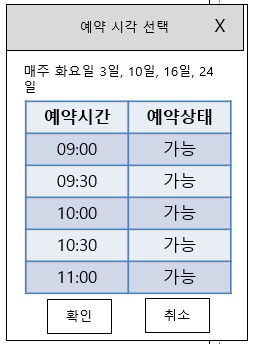 예약 시각 선택 X
매주 화요일 3일, 10일, 16일, 24
일
예약시간 예약상태
09:00 가능
09:30 가능
10:00 가능
10:30 가능
11:00 가능
확인 취소